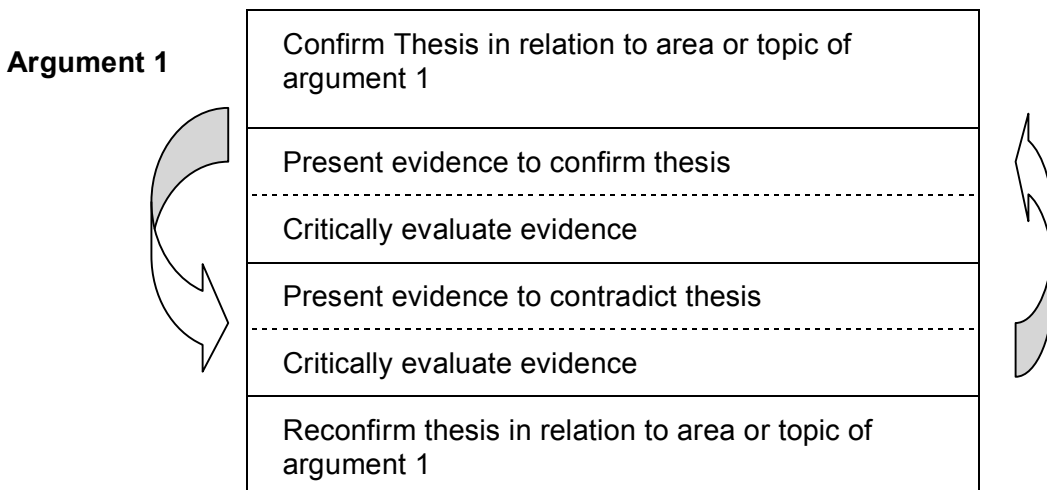 Argument 1
Confirm Thesis in relation to area or topic of
argument 1
Present evidence to confirm thesis
Critically evaluate evidence
Present evidence to contradict thesis
Critically evaluate evidence
Reconfirm thesis in relation to area or topic of
argument 1